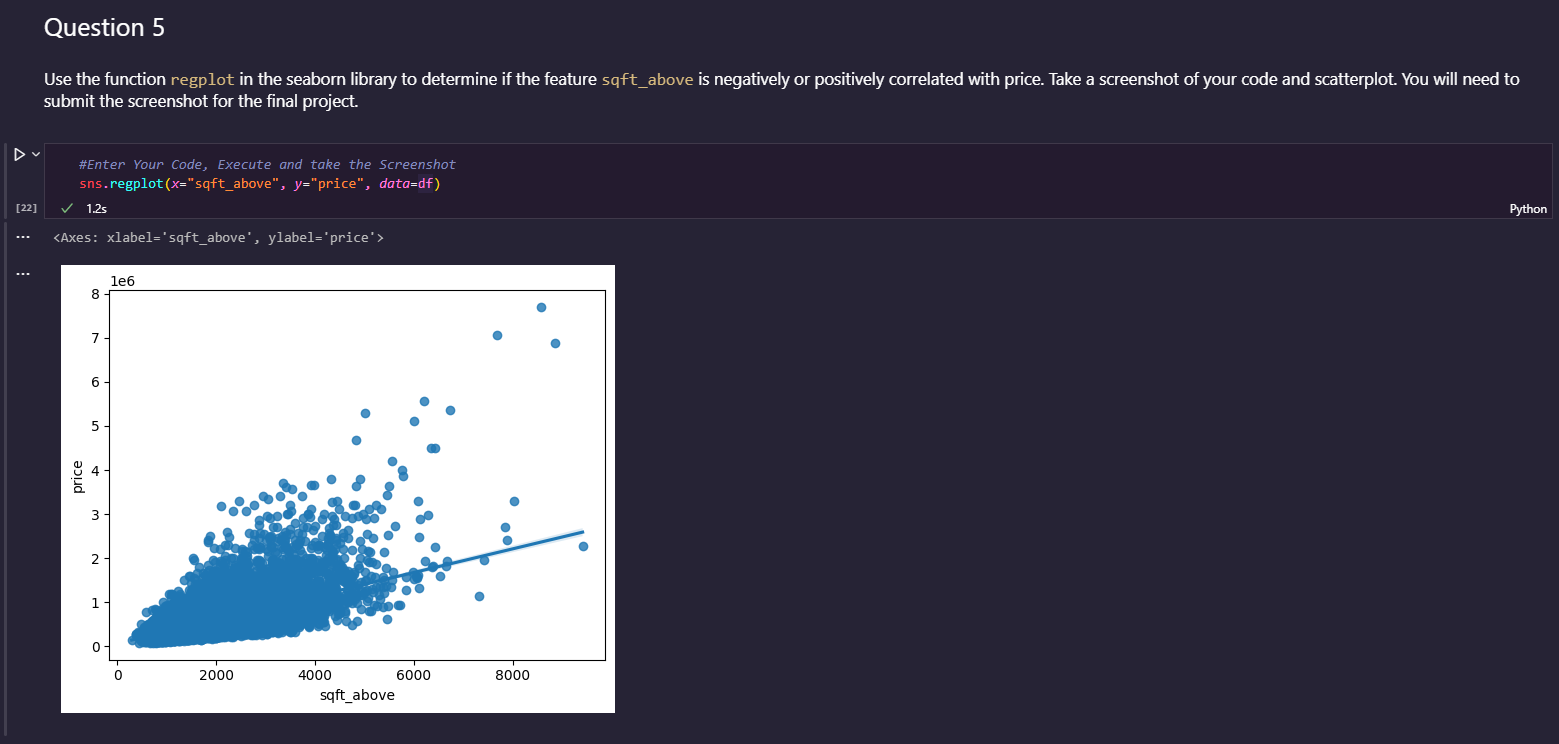 Question 5
Use the function regplot in the seaborn library to determine if the feature sqft_above is negatively or positively correlated with price. Take a screenshot of your code and scatterplot. You will need to
submit the screenshot for the final project.
#Enter Your Code, Execute and take the Screenshot
sns.regplot(x="sqft_above", y="price", data=df)
[22] 1.2s Python
<Axes: xlabel='sqft_above', ylabel='price'>
1e6
8
7
6
5
4
3
2
1
0
price
0 2000 4000 6000 8000
sqft_above